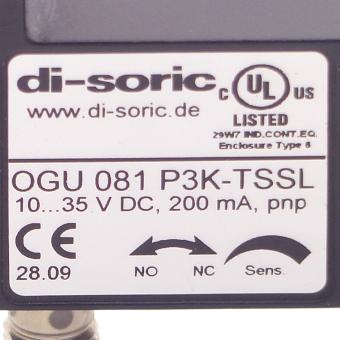 di-soric
www.di-soric.de
C UL US
LISTED
29W7 IND.CONT.EQ.
Enclosure Type 6
OGU 081 P3K-TSSL
10...35 V DC, 200 mA, pnp
CE
28.09
NO NC Sens.